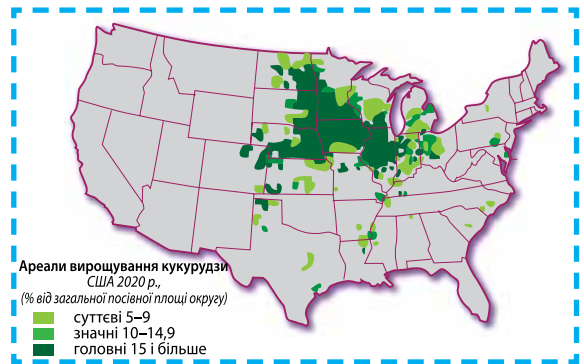 Ареали вирощування кукурудзи
США 2020 р.,
(% від загальної посівної площі округу)
суттєві 5–9
значні 10–14,9
головні 15 і більше